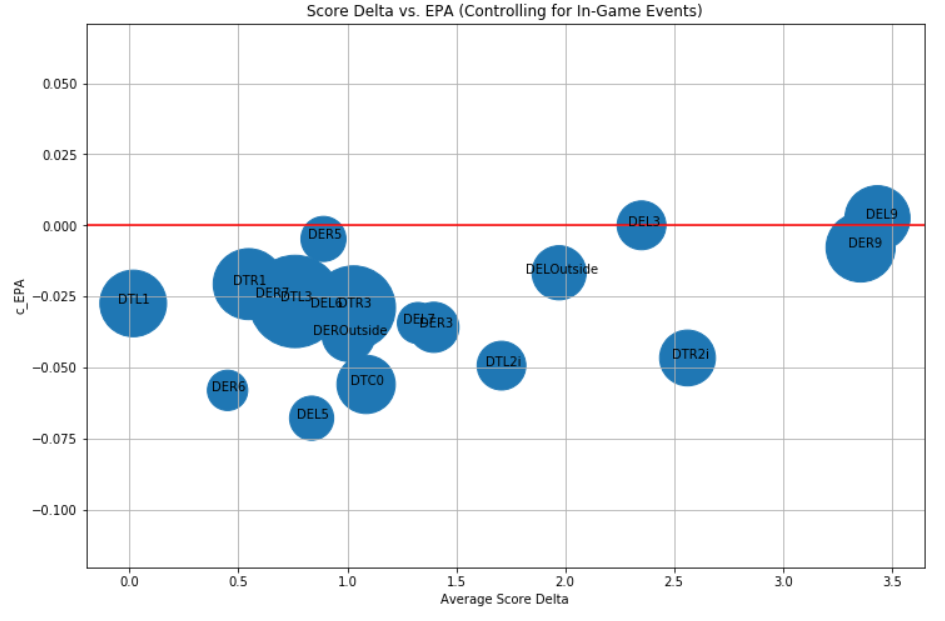 Score Delta vs. EPA (Controlling for In-Game Events)
c_EPA
0.050
0.025
0.000
−0.025
−0.050
−0.075
−0.100
DEL9
DEL3
DER5
DER9
DELOutside
DTR1
DER7
DTL3
DTL1
DEL6
DTR3
DEL7
DER3
DEROutside
DTR2i
DTL2i
DTC0
DER6
DEL5
0.0
0.5
1.0
1.5
2.0
2.5
3.0
3.5
Average Score Delta